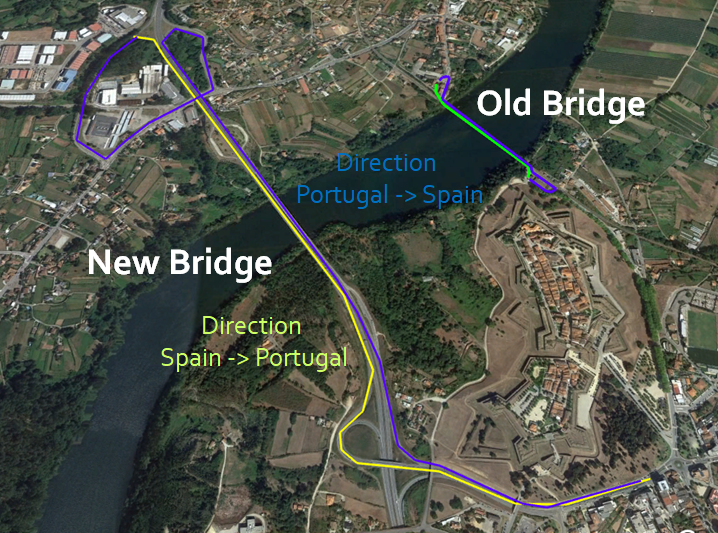 Old Bridge
Direction
Portugal -> Spain
New Bridge
Direction
Spain -> Portugal